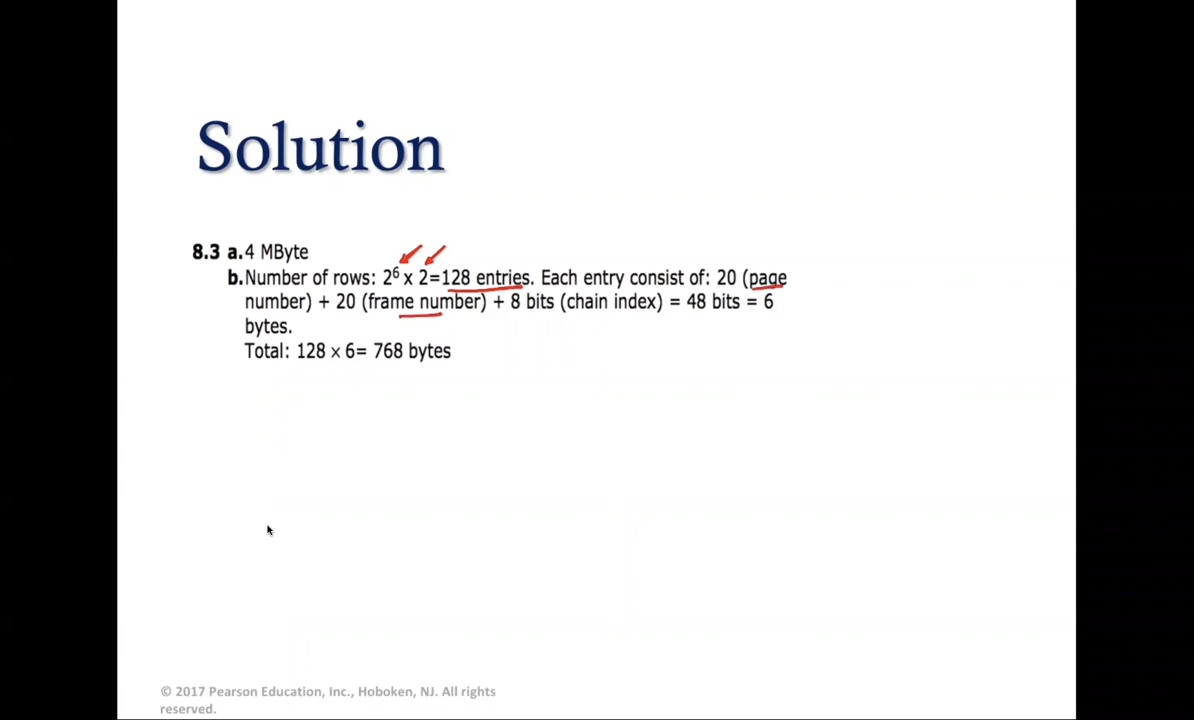 Solution
8.3 a. 4 MByte
b. Number of rows: 2⁶ x 2=128 entries. Each entry consist of: 20 (page
number) + 20 (frame number) + 8 bits (chain index) = 48 bits = 6
bytes.
Total: 128 × 6= 768 bytes
© 2017 Pearson Education, Inc., Hoboken, NJ. All rights
reserved.